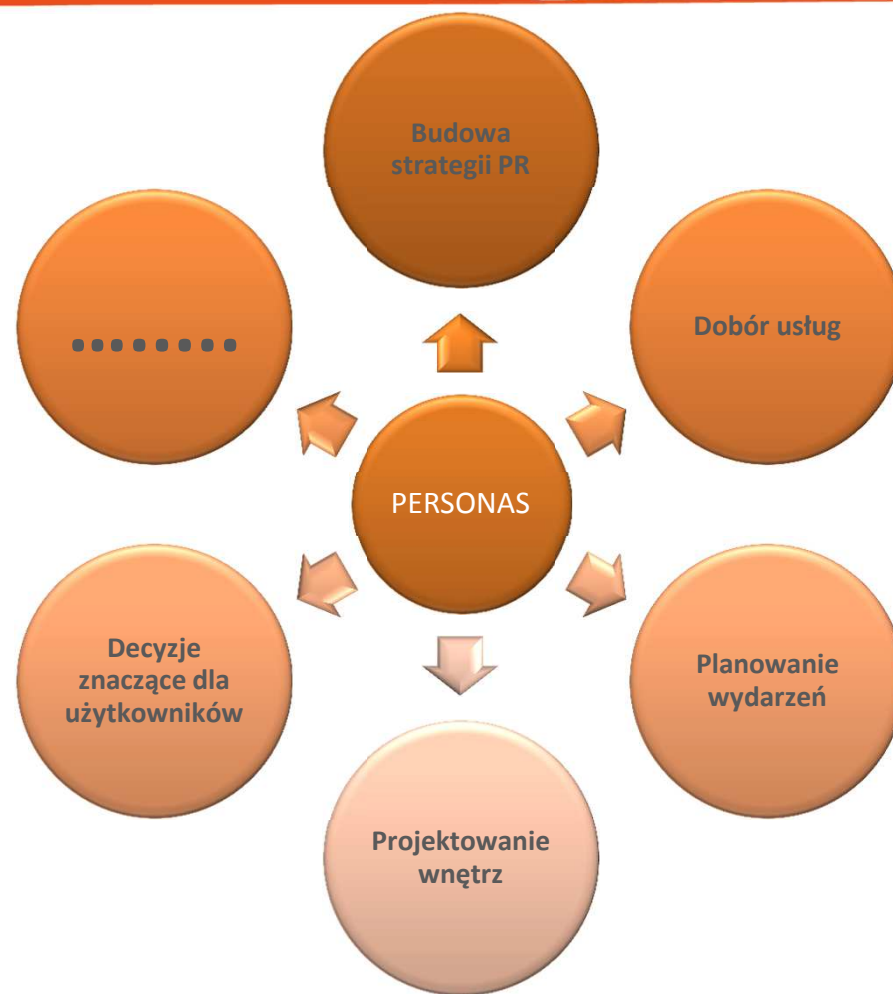 Budowa
strategii PR
Dobór usług
Planowanie
wydarzeń
Projektowanie
wnętrz
Decyzje
znaczące dla
użytkowników
.........
PERSONAS